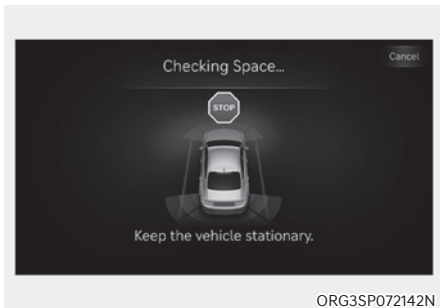 Checking Space...
Cancel
STOP
Keep the vehicle stationary.
ORG3SP072142N